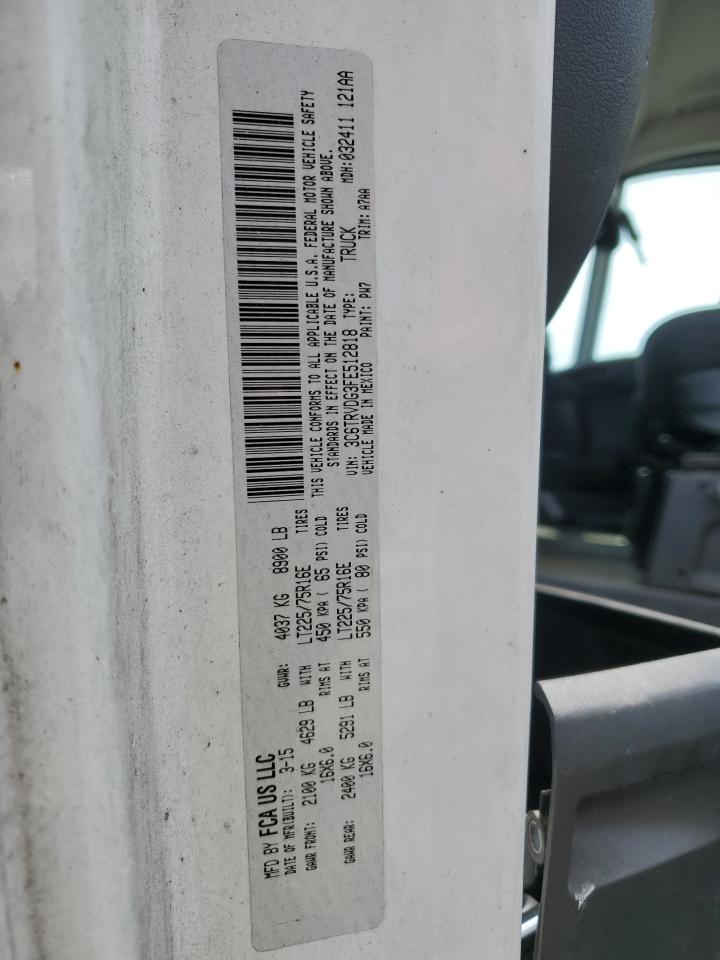 MFD BY FCA US LLC
DATE OF MFR(BUILT): 3-15 GVWR: 4037 KG 8900 LB
GAWR FRONT: 2100 KG 4629 LB WITH LT225/75R16E TIRES
16X6.0 RIMS AT 450 KPA ( 65 PSI) COLD
GAWR REAR: 2400 KG 5291 LB WITH LT225/75R16E TIRES
16X6.0 RIMS AT 550 KPA ( 80 PSI) COLD
THIS VEHICLE CONFORMS TO ALL APPLICABLE U.S.A. FEDERAL MOTOR VEHICLE SAFETY
STANDARDS IN EFFECT ON THE DATE OF MANUFACTURE SHOWN ABOVE.
VIN: 3C6TRVDG3FE512818 TYPE: TRUCK MDH:032411 121AA
VEHICLE MADE IN MEXICO PAINT: PW7 TRIM: A7AA